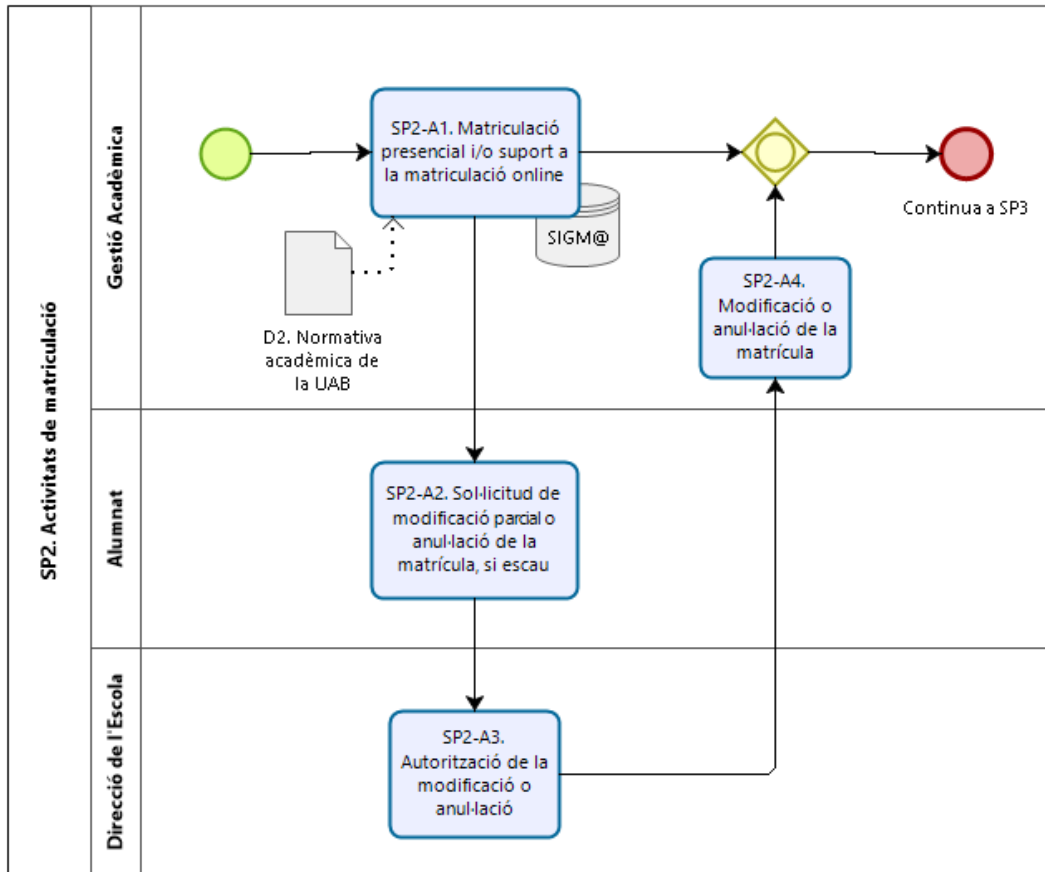 SP2. Activitats de matriculació
Gestió Acadèmica
SP2-A1. Matriculació
presencial i/o suport a
la matriculació online
SIGM@
D2. Normativa
acadèmica de
la UAB
Continua a SP3
SP2-A4.
Modificació o
anul·lació de la
matrícula
Alumnat
SP2-A2. Sol·licitud de
modificació parcial o
anul·lació de la
matrícula, si escau
Direcció de l'Escola
SP2-A3.
Autorització de la
modificació o
anul·lació